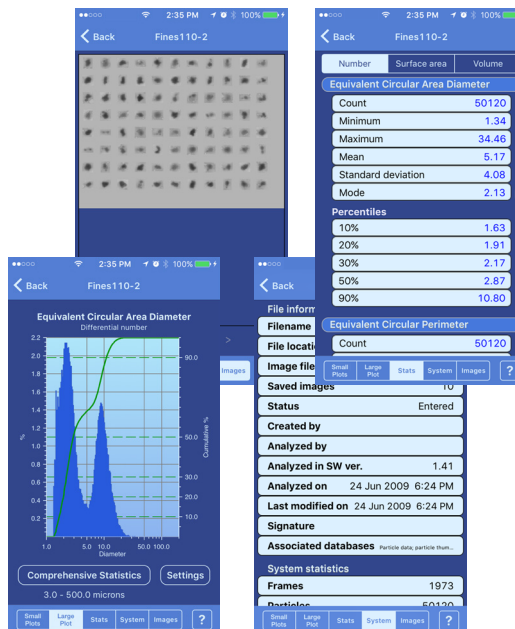 2:35 PM
100%
Back
Fines110-2
2:35 PM
100%
Back
Fines110-2
Number Surface area Volume
Equivalent Circular Area Diameter
Count 50120
Minimum 1.34
Maximum 34.46
Mean 5.17
Standard deviation 4.08
Mode 2.13
Percentiles
10% 1.63
20% 1.91
30% 2.17
50% 2.87
90% 10.80
Equivalent Circular Perimeter
Count 50120
Small Plots Large Plot Stats System Images ?
2:35 PM
100%
Back
Fines110-2
Equivalent Circular Area Diameter
Differential number
2.2
2.0
1.8
1.6
1.4
1.2
1.0
0.8
0.6
0.4
0.2
%
90.0
50.0
30.0
20.0
10.0
Cumulative %
1.0 5.0 10.0 50.0 100.0
Diameter
Comprehensive Statistics Settings
3.0 - 500.0 microns
Small Plots Large Plot Stats System Images ?
>
mages
Back
File inform
Filename
File locati
Image file
Saved images 10
Status Entered
Created by
Analyzed by
Analyzed in SW ver. 1.41
Analyzed on 24 Jun 2009 6:24 PM
Last modified on 24 Jun 2009 6:24 PM
Signature
Associated databases Particle data, particle thum...
System statistics
Frames 1973
Particles 50120
Small Plots Large Plot Stats System Images ?